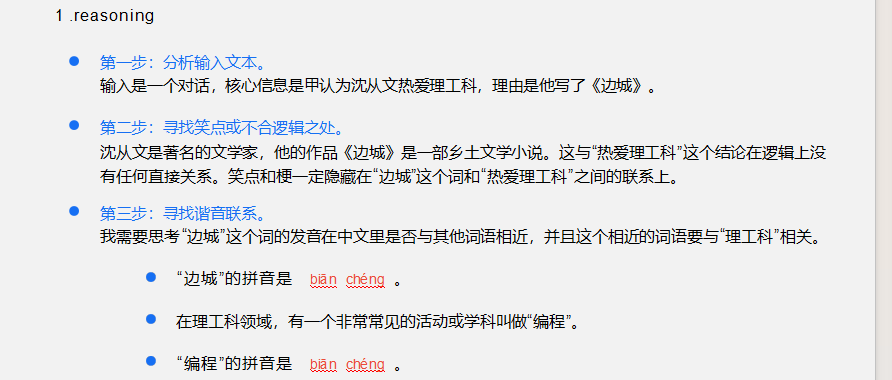 1 .reasoning
第一步：分析输入文本。
输入是一个对话，核心信息是甲认为沈从文热爱理工科，理由是他写了《边城》。
第二步：寻找笑点或不合逻辑之处。
沈从文是著名的文学家，他的作品《边城》是一部乡土文学小说。这与“热爱理工科”这个结论在逻辑上没
有任何直接关系。笑点和梗一定隐藏在“边城”这个词和“热爱理工科”之间的联系上。
第三步：寻找谐音联系。
我需要思考“边城”这个词的发音在中文里是否与其他词语相近，并且这个相近的词语要与“理工科”相关。
“边城”的拼音是 biān chéng 。
在理工科领域，有一个非常常见的活动或学科叫做“编程”。
“编程”的拼音是 biān chéng 。